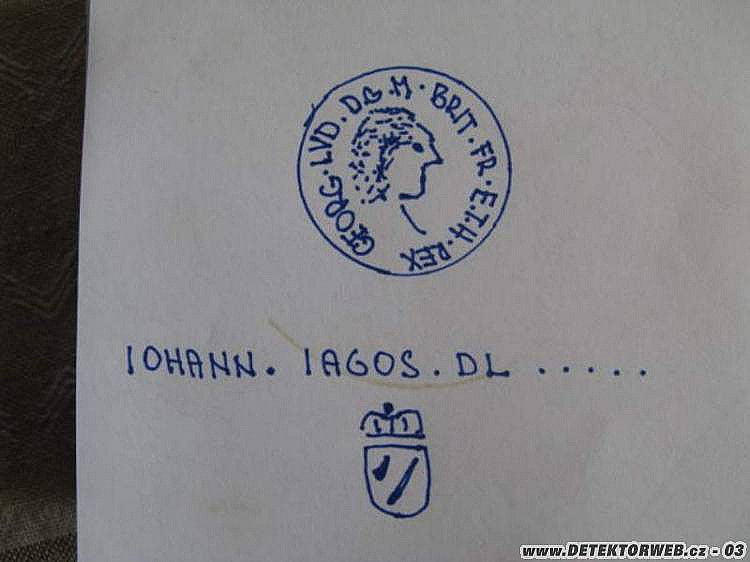 GEORG. LVD. D G. M. BRIT. FR. E.T.H. REX
IOHANN. IAGOS. DL .....
www.DETEKTORWEB.cz - 03